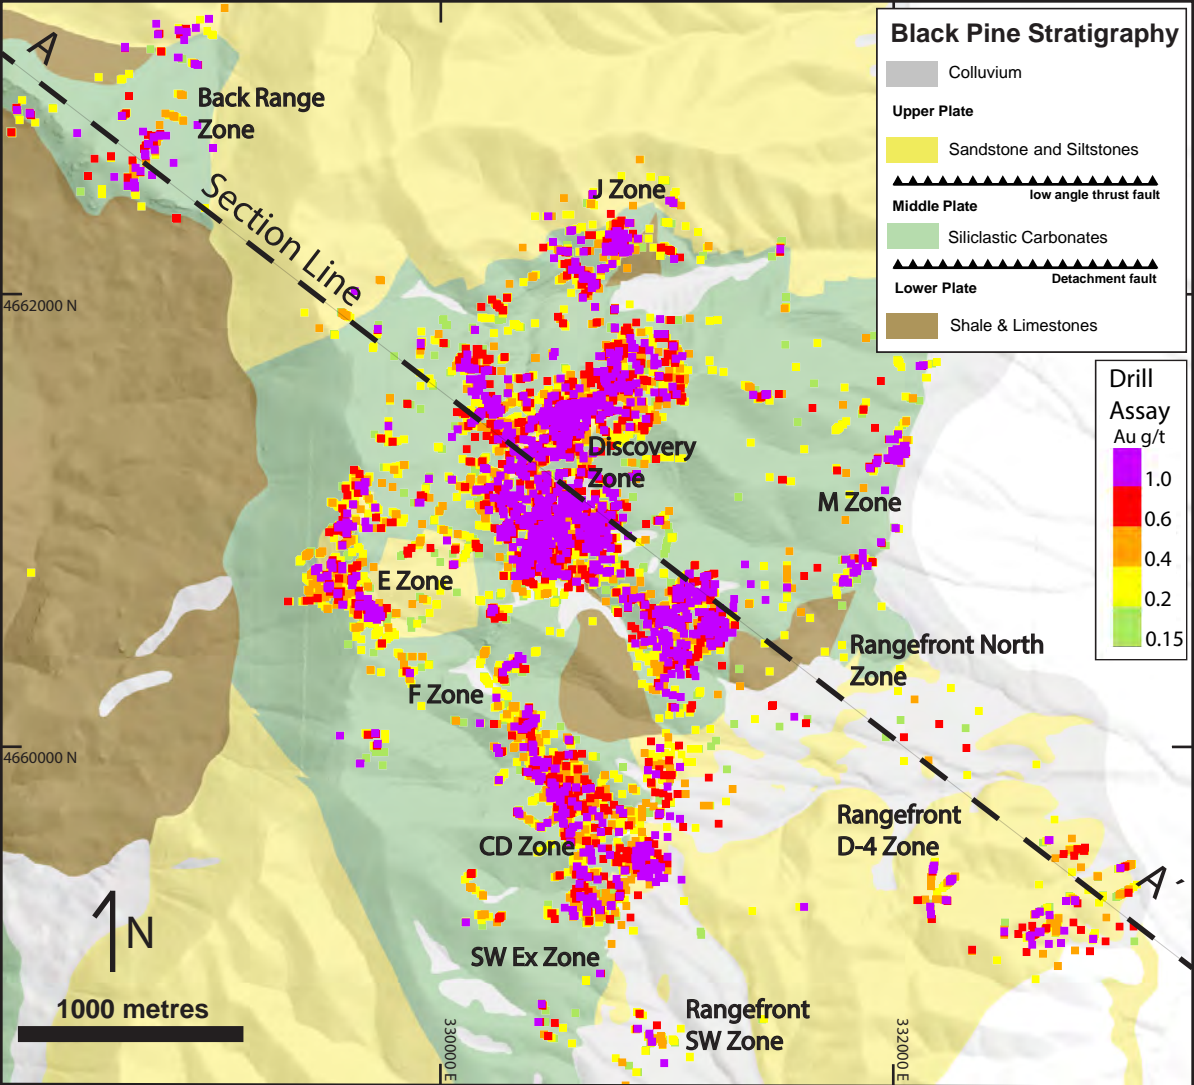 A
Back Range
Zone
Section Line
J Zone
4662000 N
Discovery
Zone
M Zone
E Zone
Rangefront North
Zone
F Zone
4660000 N
Rangefront
D-4 Zone
CD Zone
A'
N
SW Ex Zone
1000 metres
Rangefront
SW Zone
330000 E
332000 E
Black Pine Stratigraphy
Colluvium
Upper Plate
Sandstone and Siltstones
low angle thrust fault
Middle Plate
Siliclastic Carbonates
Detachment fault
Lower Plate
Shale & Limestones
Drill
Assay
Au g/t
1.0
0.6
0.4
0.2
0.15